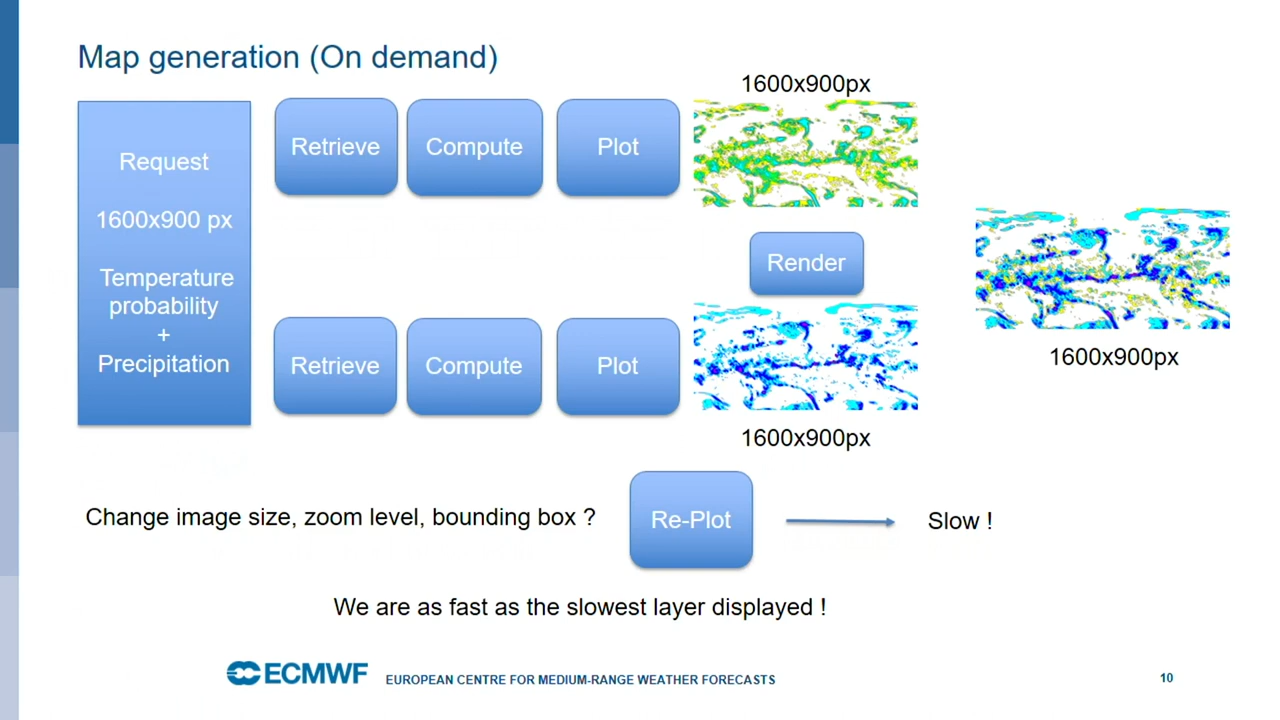 Map generation (On demand)
Request
1600x900 px
Temperature
probability
+
Precipitation
Retrieve
Compute
Plot
1600x900px
Render
Retrieve
Compute
Plot
1600x900px
1600x900px
Change image size, zoom level, bounding box ?
Re-Plot
Slow !
We are as fast as the slowest layer displayed !
ECMWF
EUROPEAN CENTRE FOR MEDIUM-RANGE WEATHER FORECASTS
10